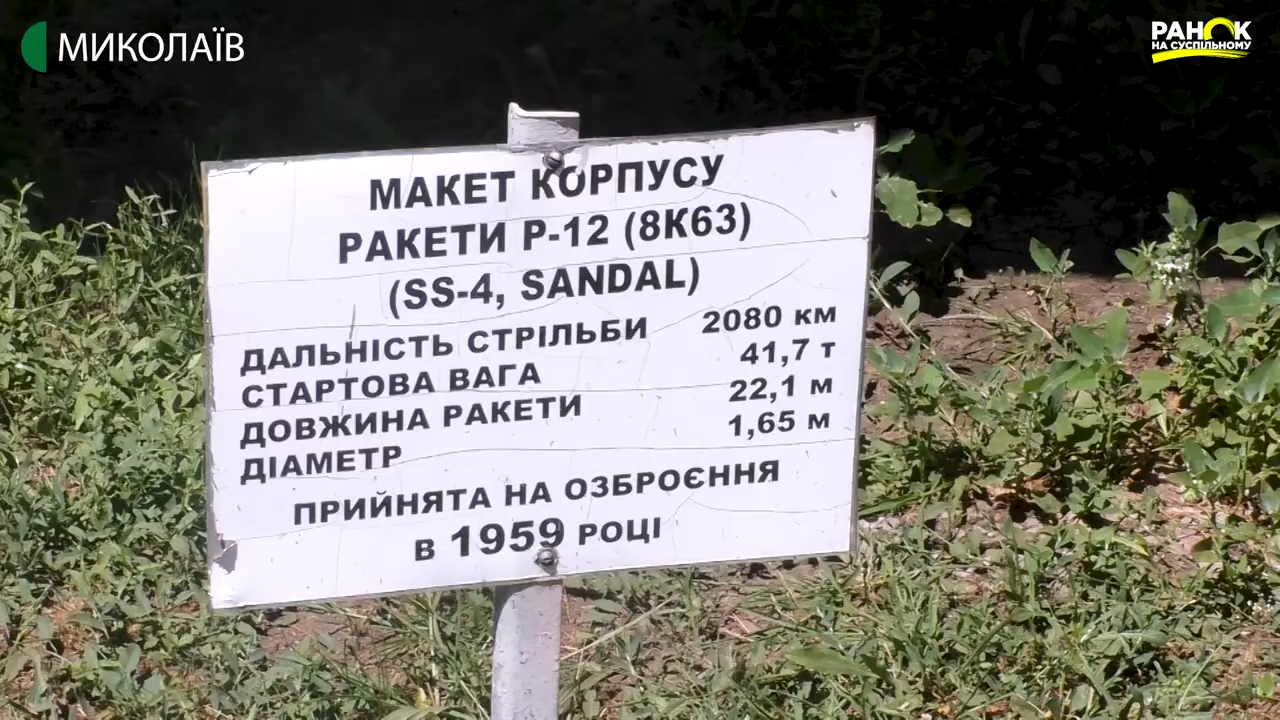 МИКОЛАЇВ
РАНОК
НА СУСПІЛЬНОМУ
МАКЕТ КОРПУСУ
РАКЕТИ Р-12 (8К63)
(SS-4, SANDAL)
ДАЛЬНІСТЬ СТРІЛЬБИ 2080 км
СТАРТОВА ВАГА 41,7 т
ДОВЖИНА РАКЕТИ 22,1 м
ДІАМЕТР 1,65 м
ПРИЙНЯТА НА ОЗБРОЄННЯ
В 1959 РОЦІ